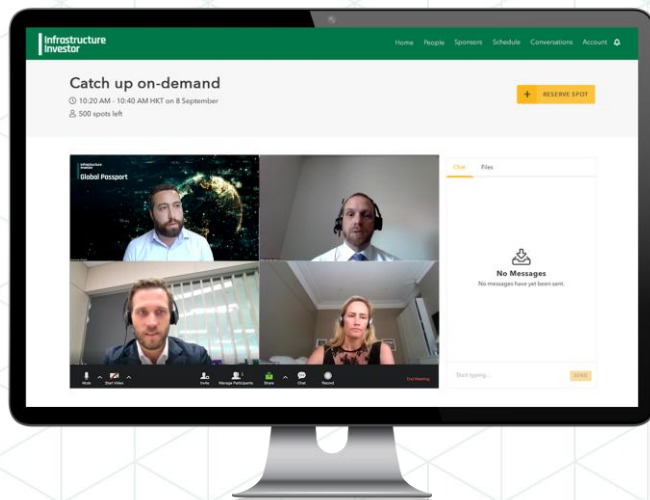 Infrastructure
Investor
Home People Sponsors Schedule Conversations Account
Catch up on-demand
10:20 AM - 10:40 AM HKT on 8 September
500 spots left
+ RESERVE SPOT
Infrastructure
Investor
Global Passport
Chat Files
No Messages
No messages have yet been sent.
Mute Start Video Invite Manage Participants Share Chat Record End Meeting
Start typing... SEND